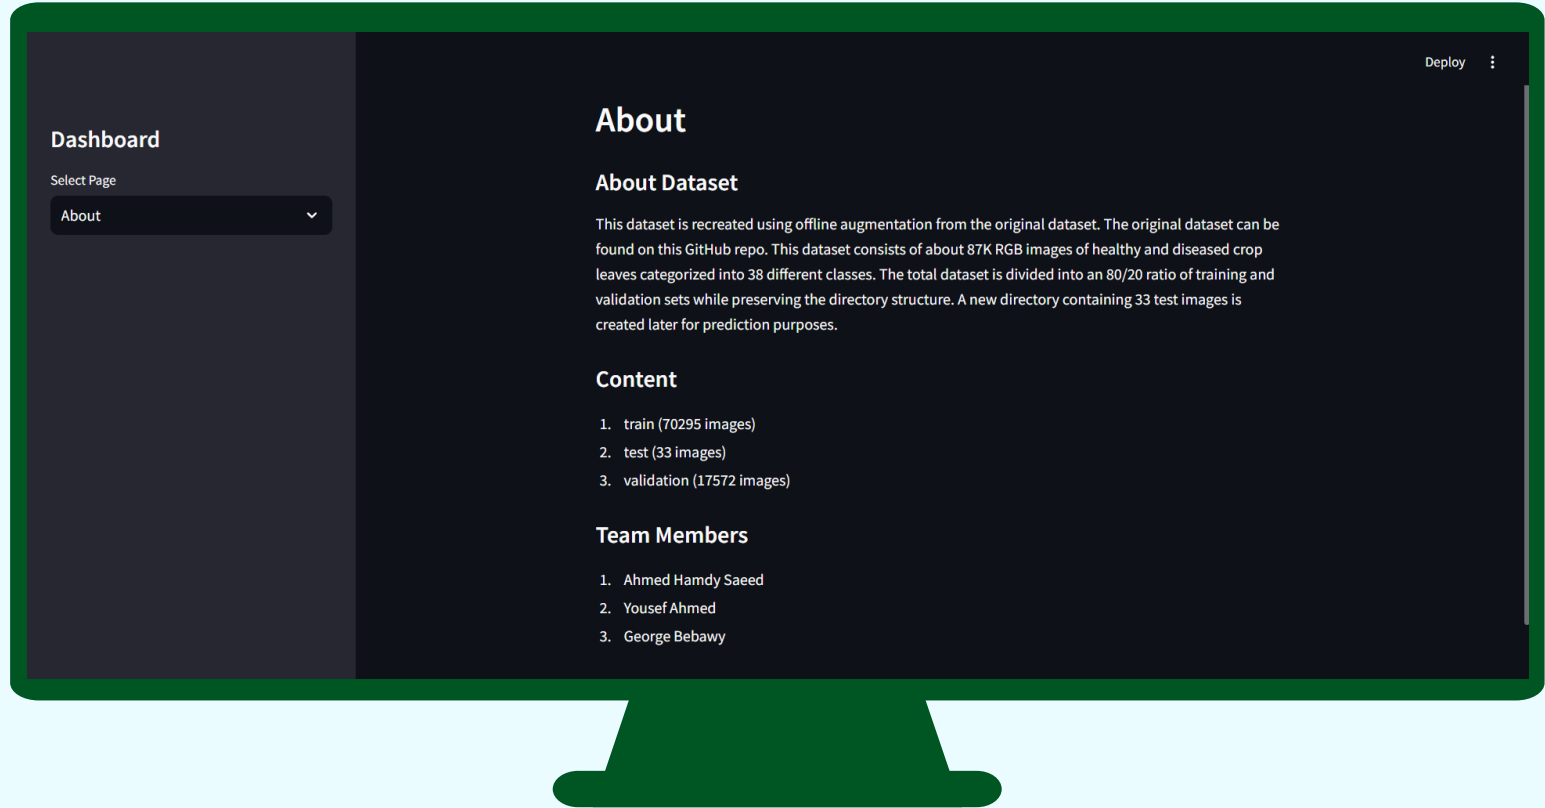 Deploy
Dashboard
Select Page
About
About
About Dataset
This dataset is recreated using offline augmentation from the original dataset. The original dataset can be
found on this GitHub repo. This dataset consists of about 87K RGB images of healthy and diseased crop
leaves categorized into 38 different classes. The total dataset is divided into an 80/20 ratio of training and
validation sets while preserving the directory structure. A new directory containing 33 test images is
created later for prediction purposes.
Content
1. train (70295 images)
2. test (33 images)
3. validation (17572 images)
Team Members
1. Ahmed Hamdy Saeed
2. Yousef Ahmed
3. George Bebawy